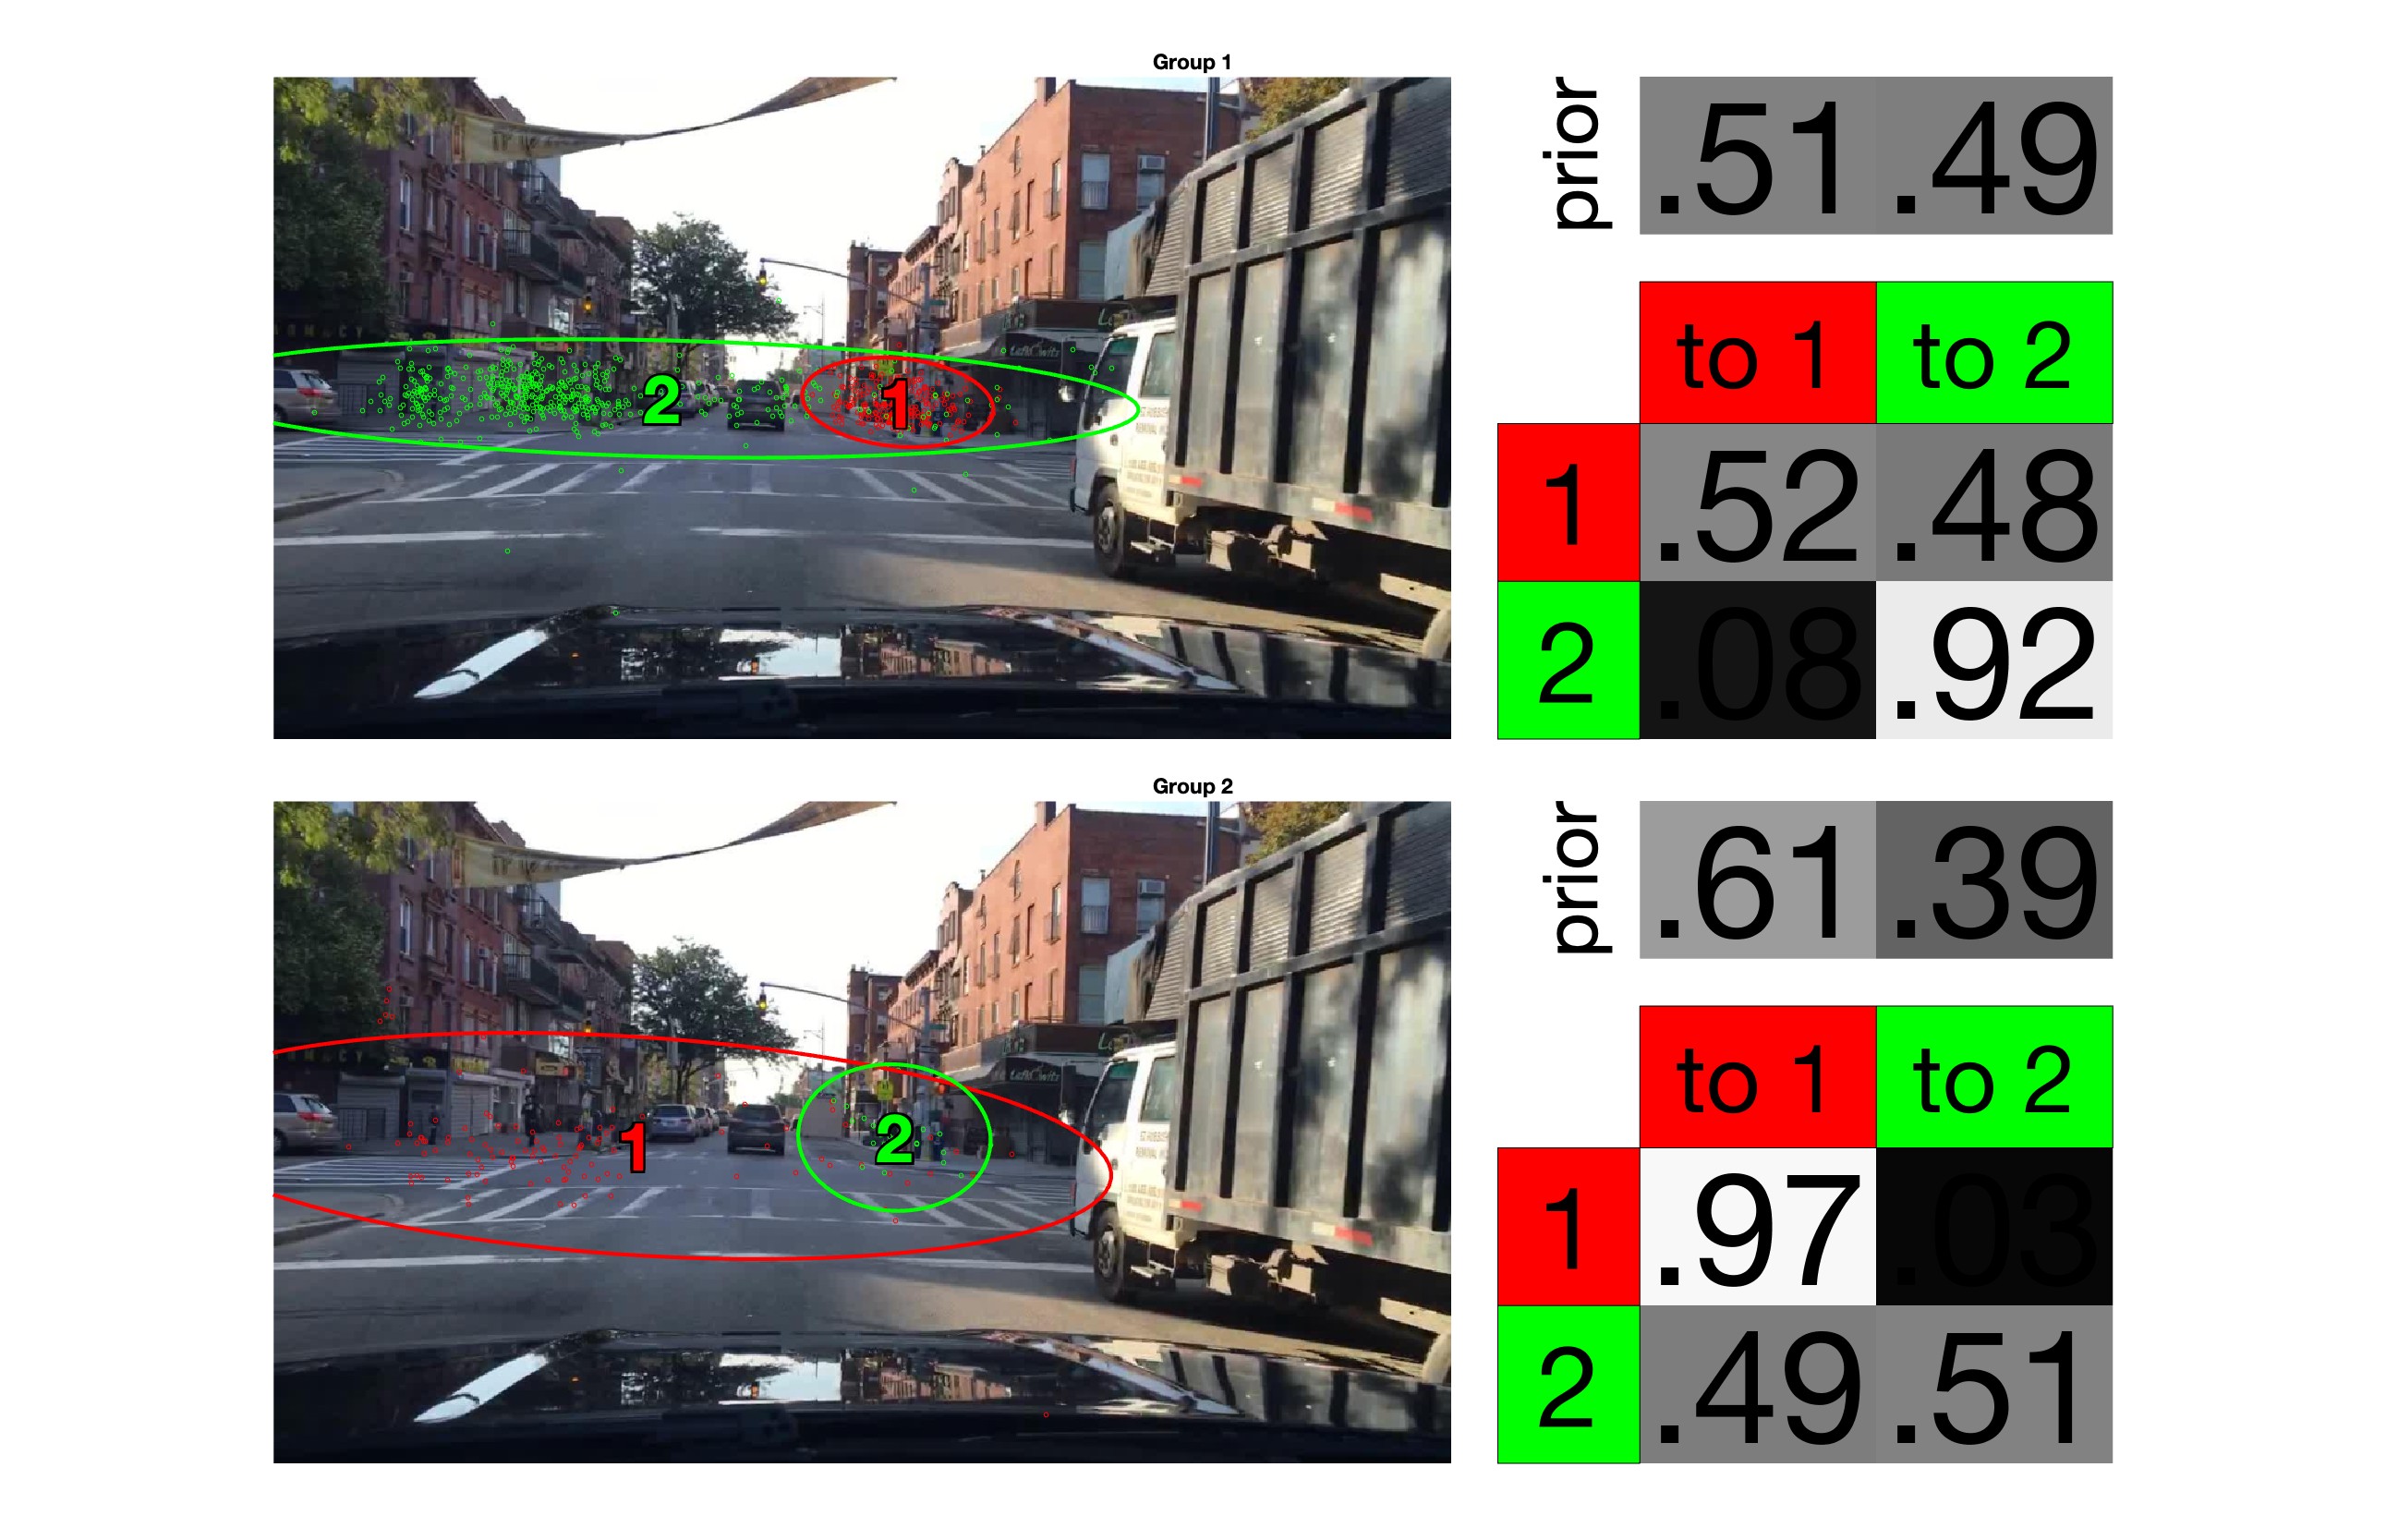 Group 1
2
1
prior
.51 .49
to 1 to 2
1 .52 .48
2 .08 .92
Group 2
1
2
prior
.61 .39
to 1 to 2
1 .97 .03
2 .49 .51